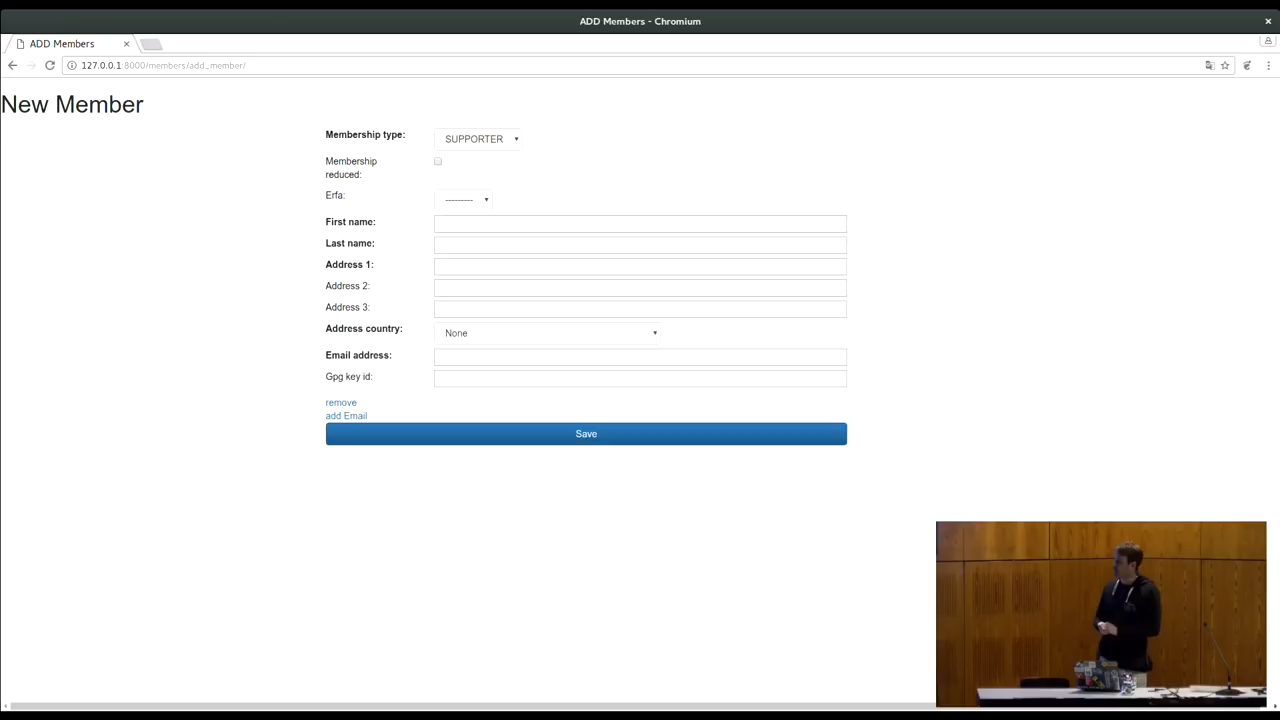 ADD Members - Chromium
ADD Members
127.0.0.1:8000/members/add_member/
New Member
Membership type: SUPPORTER
Membership reduced:
Erfa: ---------
First name:
Last name:
Address 1:
Address 2:
Address 3:
Address country: None
Email address:
Gpg key id:
remove
add Email
Save